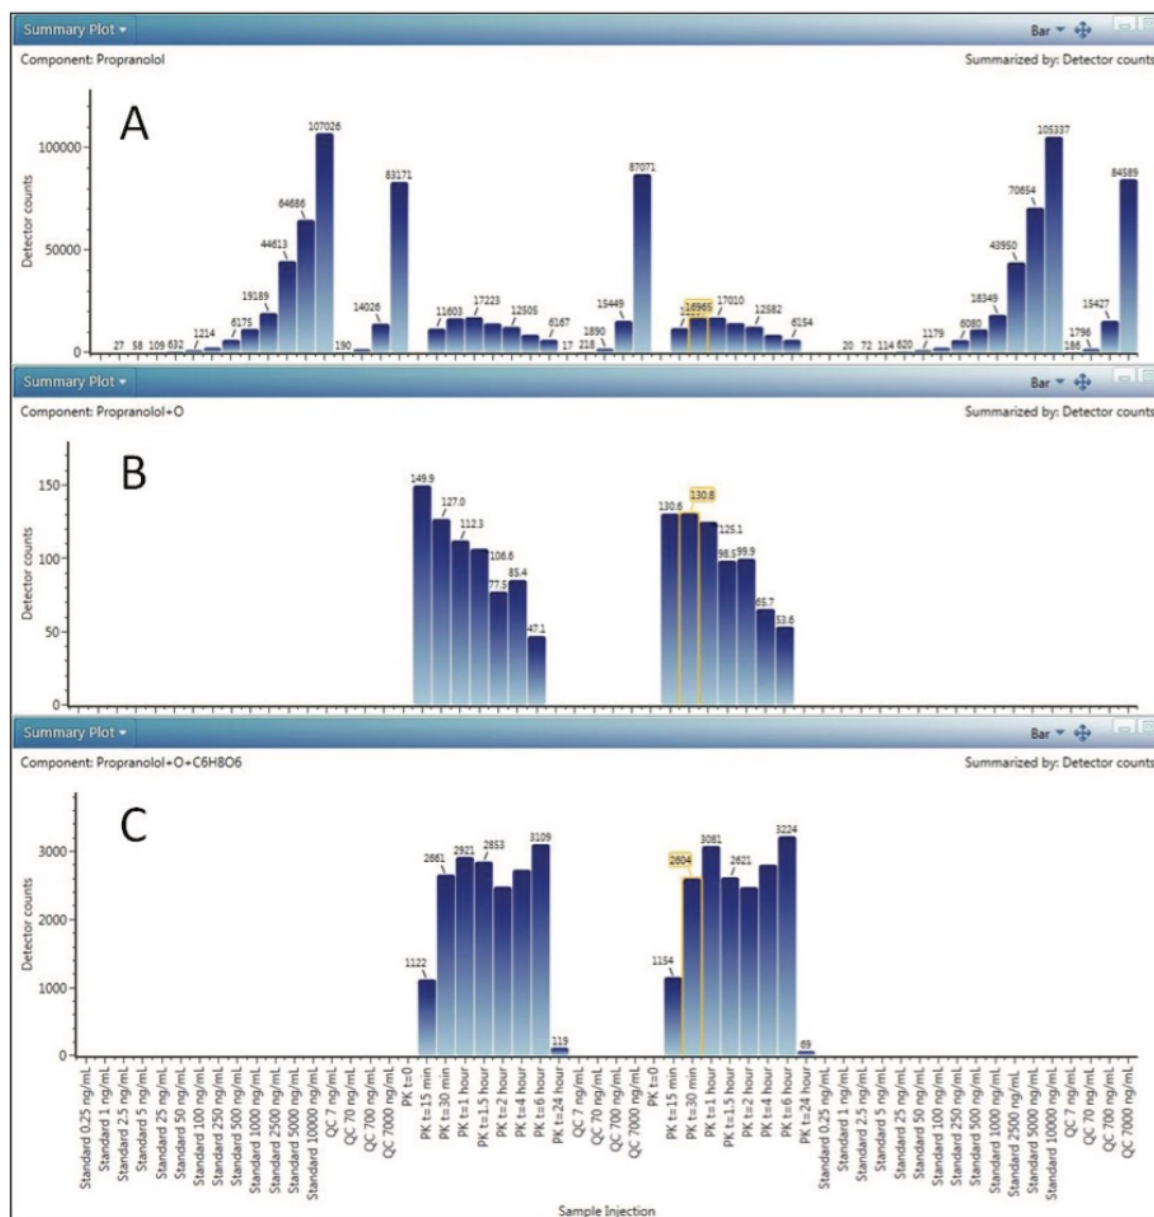 Summary Plot Bar
Component: Propranolol Summarized by: Detector counts
A
Detector counts
100000
50000
0
27 58 109 632 1214 6175 19189 44613 64686 107026 190 14026 83171 11603 17223 12505 6167 17 218 1890 15449 87071 16965 17010 12582 6154 20 72 114 620 1179 6080 18349 43950 70654 105337 186 1796 15427 84589
Summary Plot Bar
Component: Propranolol+O Summarized by: Detector counts
B
Detector counts
150
100
50
0
149.9 127.0 112.3 106.6 77.5 85.4 47.1 130.6 130.8 125.1 98.5 99.9 65.7 53.6
Summary Plot Bar
Component: Propranolol+O+C6H8O6 Summarized by: Detector counts
C
Detector counts
3000
2000
1000
0
1122 2661 2921 2853 3109 119 1154 2604 3081 2621 3224 69
Standard 0.25 ng/mL
Standard 1 ng/mL
Standard 2.5 ng/mL
Standard 5 ng/mL
Standard 25 ng/mL
Standard 50 ng/mL
Standard 100 ng/mL
Standard 250 ng/mL
Standard 500 ng/mL
Standard 1000 ng/mL
Standard 2500 ng/mL
Standard 5000 ng/mL
Standard 10000 ng/mL
QC 7 ng/mL
QC 70 ng/mL
QC 700 ng/mL
QC 7000 ng/mL
PK t=0
PK t=15 min
PK t=30 min
PK t=1 hour
PK t=1.5 hour
PK t=2 hour
PK t=4 hour
PK t=6 hour
PK t=24 hour
QC 7 ng/mL
QC 70 ng/mL
QC 700 ng/mL
QC 7000 ng/mL
PK t=0
PK t=15 min
PK t=30 min
PK t=1 hour
PK t=1.5 hour
PK t=2 hour
PK t=4 hour
PK t=6 hour
PK t=24 hour
Standard 0.25 ng/mL
Standard 1 ng/mL
Standard 2.5 ng/mL
Standard 5 ng/mL
Standard 25 ng/mL
Standard 50 ng/mL
Standard 100 ng/mL
Standard 250 ng/mL
Standard 500 ng/mL
Standard 1000 ng/mL
Standard 2500 ng/mL
Standard 5000 ng/mL
Standard 10000 ng/mL
QC 7 ng/mL
QC 70 ng/mL
QC 700 ng/mL
QC 7000 ng/mL
Sample Injection